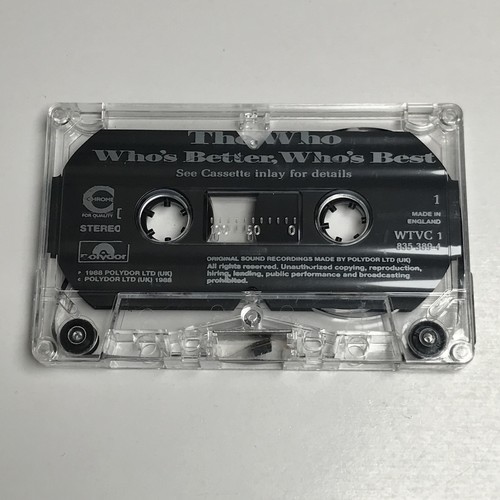 The Who
Who's Better, Who's Best
See Cassette inlay for details
CHROME
FOR QUALITY
STEREO
polydor
℗ 1988 POLYDOR LTD (UK)
© POLYDOR LTD (UK) 1988
50 0
1
MADE IN
ENGLAND
WTVC 1
835 389-4
ORIGINAL SOUND RECORDINGS MADE BY POLYDOR LTD (UK)
All rights reserved. Unauthorized copying, reproduction,
hiring, lending, public performance and broadcasting
prohibited.